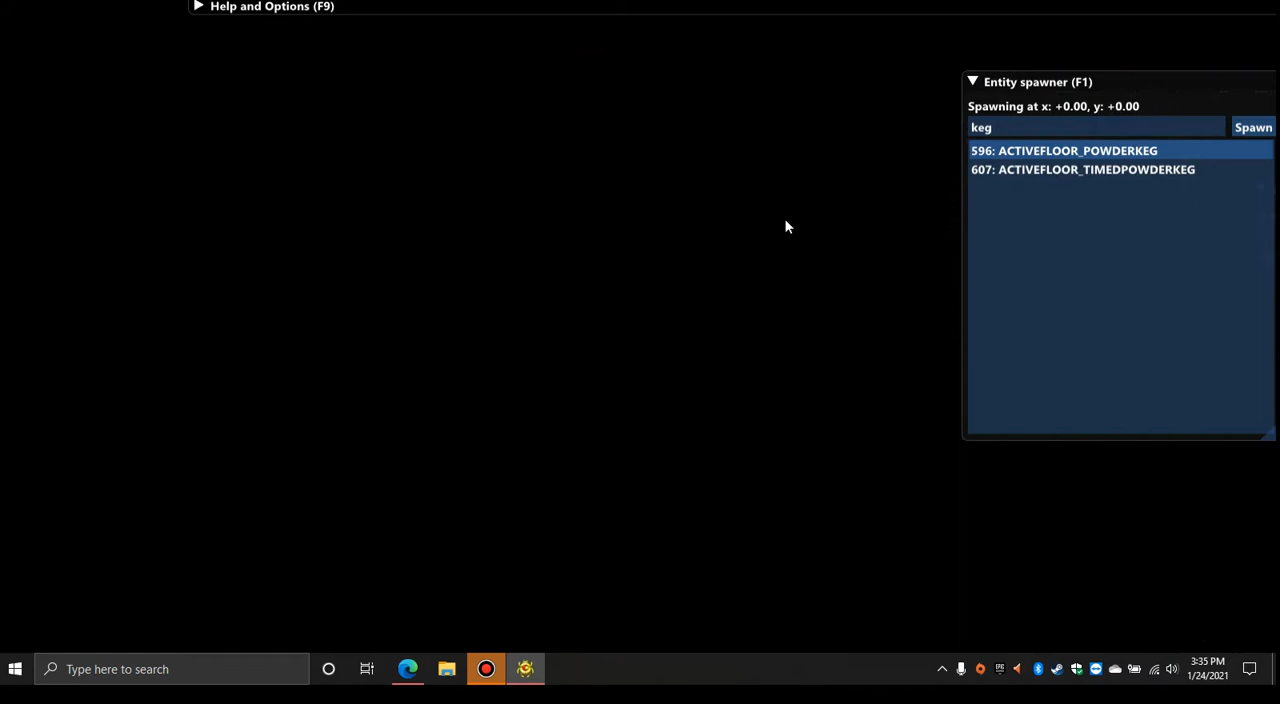 Help and Options (F9)
Entity spawner (F1)
Spawning at x: +0.00, y: +0.00
keg
Spawn
596: ACTIVEFLOOR_POWDERKEG
607: ACTIVEFLOOR_TIMEDPOWDERKEG
Type here to search
3:35 PM
1/24/2021